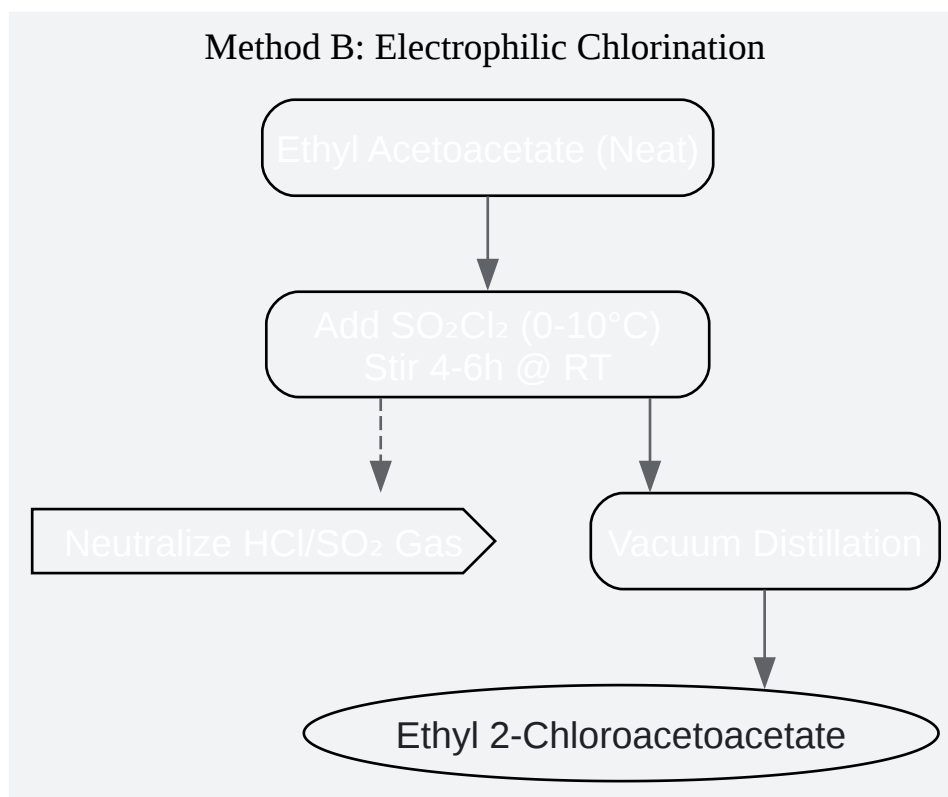 Method B: Electrophilic Chlorination
Ethyl Acetoacetate (Neat)
Add SO₂Cl₂ (0-10°C)
Stir 4-6h @ RT
Neutralize HCl/SO₂ Gas
Vacuum Distillation
Ethyl 2-Chloroacetoacetate